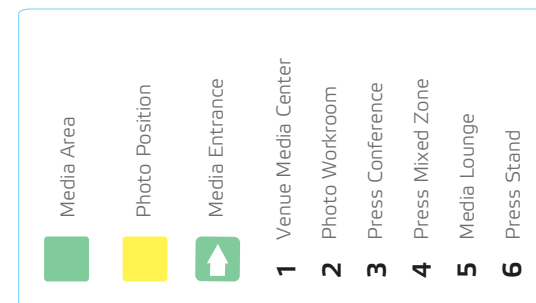 Media Area
Photo Position
Media Entrance
1 Venue Media Center
2 Photo Workroom
3 Press Conference
4 Press Mixed Zone
5 Media Lounge
6 Press Stand